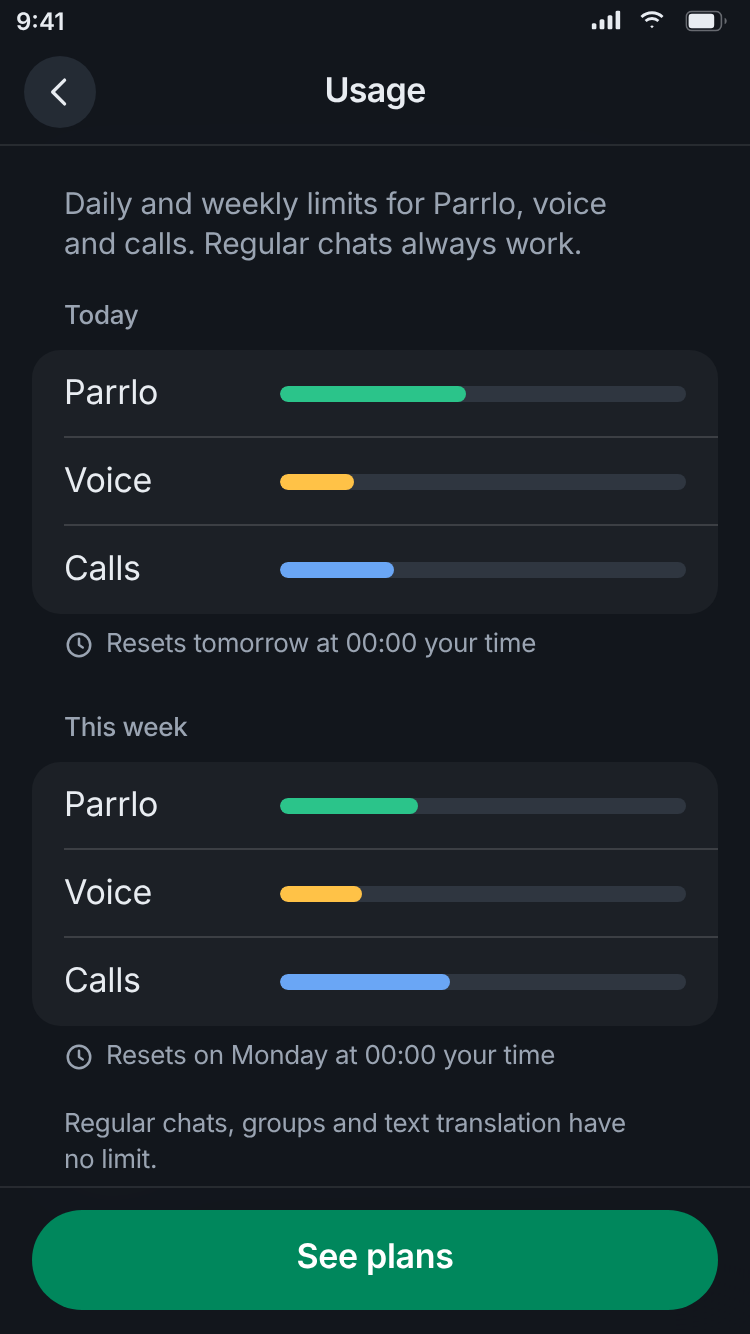 9:41
Usage
Daily and weekly limits for Parrlo, voice
and calls. Regular chats always work.
Today
Parrlo
Voice
Calls
Resets tomorrow at 00:00 your time
This week
Parrlo
Voice
Calls
Resets on Monday at 00:00 your time
Regular chats, groups and text translation have
no limit.
See plans